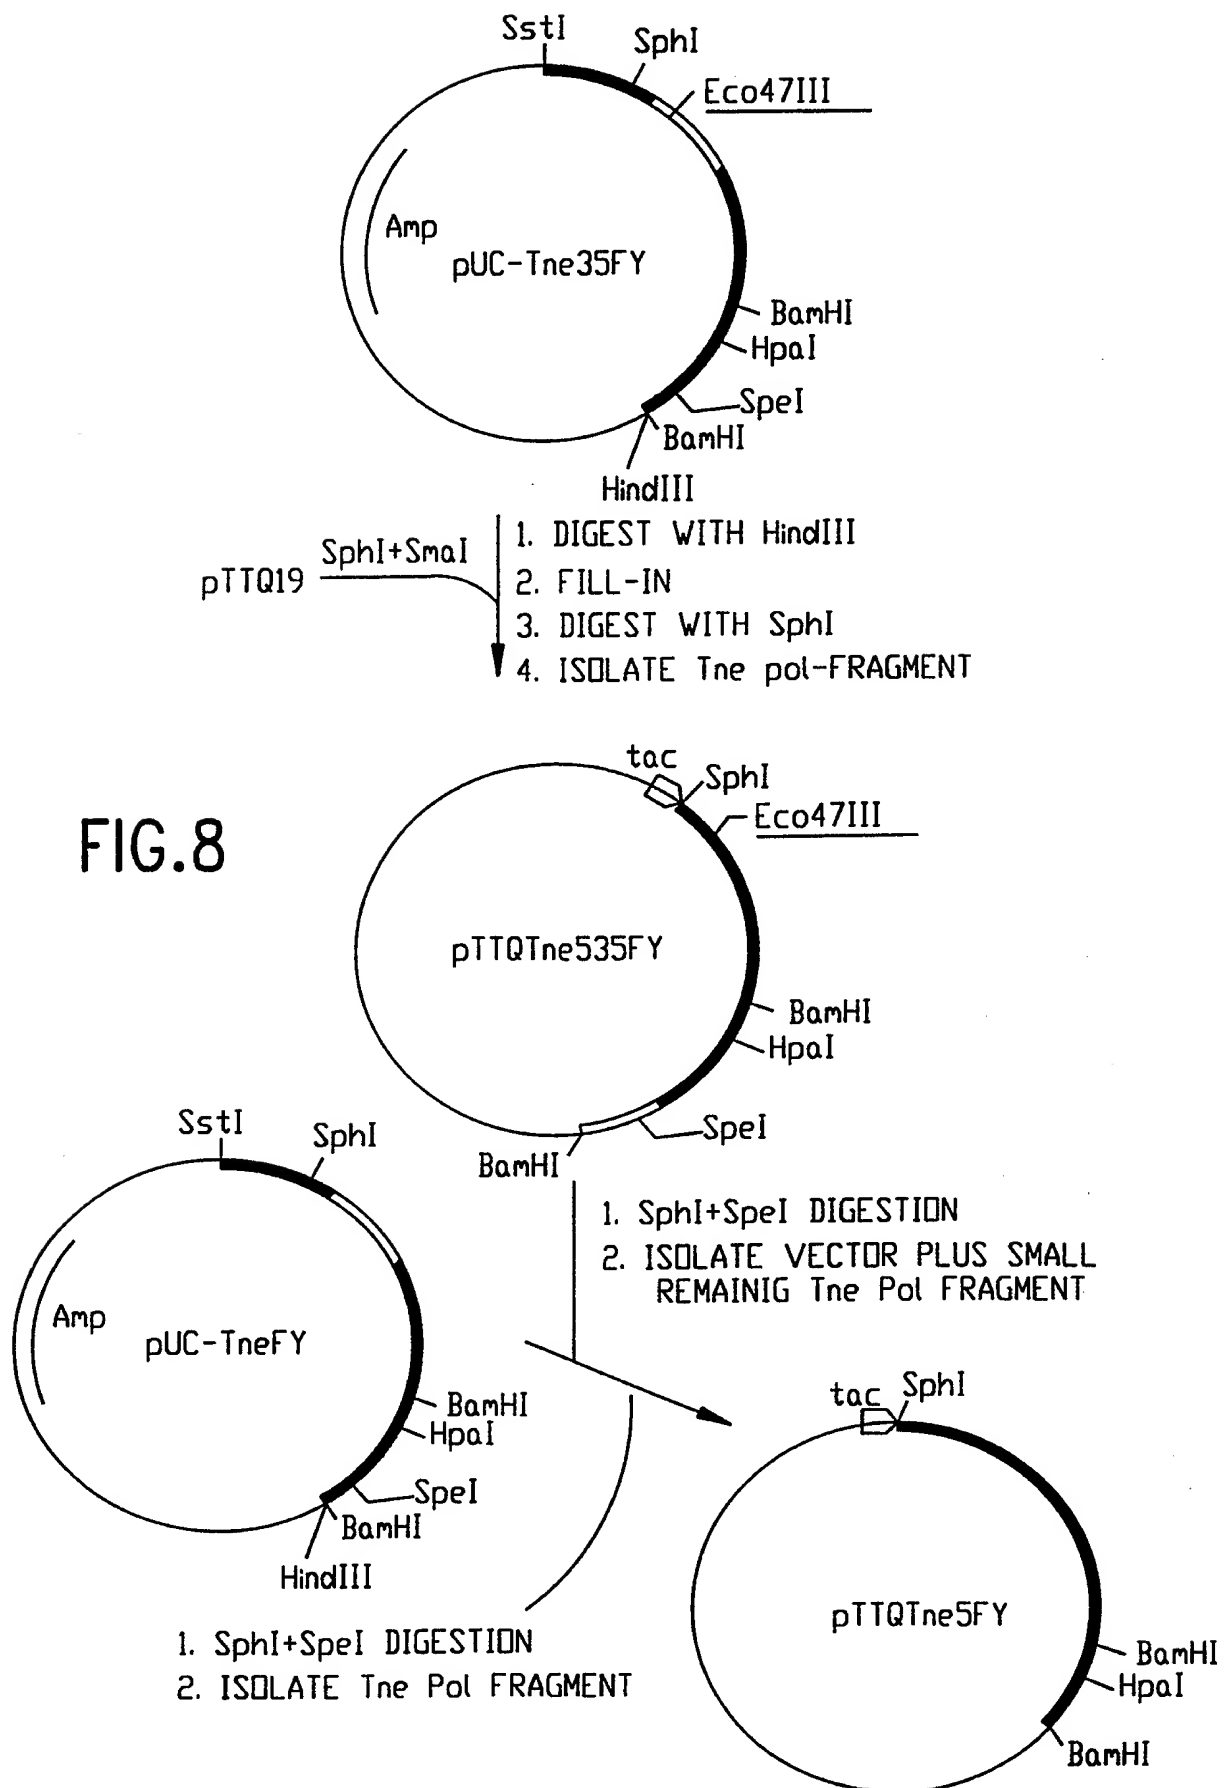 SstI
SphI
Eco47III
Amp
pUC-Tne35FY
BamHI
HpaI
SpeI
BamHI
HindIII
pTTQ19
SphI+SmaI
1. DIGEST WITH HindIII
2. FILL-IN
3. DIGEST WITH SphI
4. ISOLATE Tne pol-FRAGMENT
FIG.8
tac
SphI
Eco47III
pTTQTne535FY
BamHI
HpaI
SpeI
BamHI
1. SphI+SpeI DIGESTION
2. ISOLATE VECTOR PLUS SMALL
REMAINIG Tne Pol FRAGMENT
SstI
SphI
Amp
pUC-TneFY
BamHI
HpaI
SpeI
BamHI
HindIII
1. SphI+SpeI DIGESTION
2. ISOLATE Tne Pol FRAGMENT
tac
SphI
pTTQTne5FY
BamHI
HpaI
BamHI